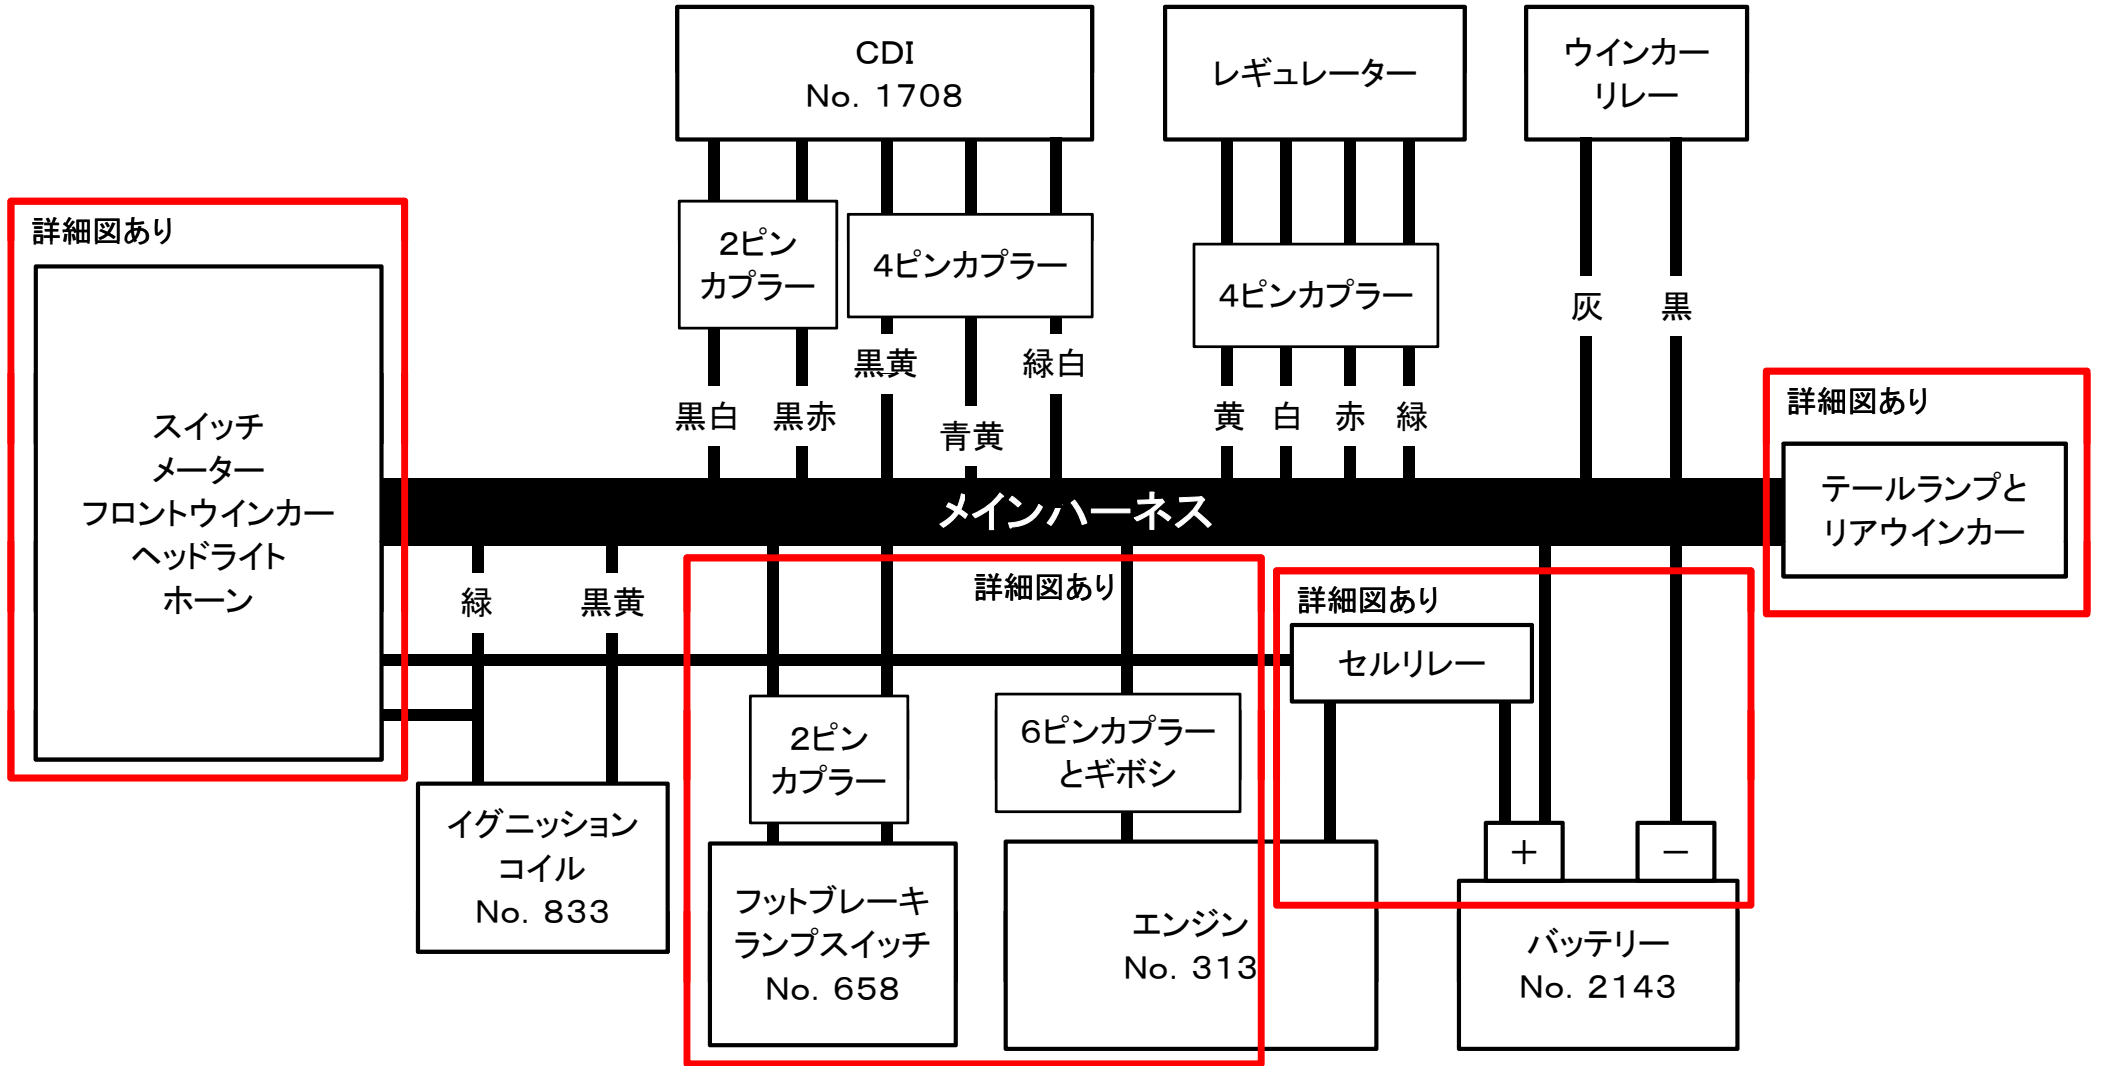 CDI
No. 1708
レギュレーター
ウインカー
リレー
詳細図あり
2ピン
カプラー
4ピンカプラー
4ピンカプラー
灰
黒
黒白
黒赤
黒黄
青黄
緑白
黄
白
赤
緑
詳細図あり
テールランプと
リアウインカー
スイッチ
メーター
フロントウインカー
ヘッドライト
ホーン
メインハーネス
緑
黒黄
詳細図あり
詳細図あり
セルリレー
2ピン
カプラー
6ピンカプラー
とギボシ
イグニッション
コイル
No. 833
フットブレーキ
ランプスイッチ
No. 658
エンジン
No. 313
＋
－
バッテリー
No. 2143